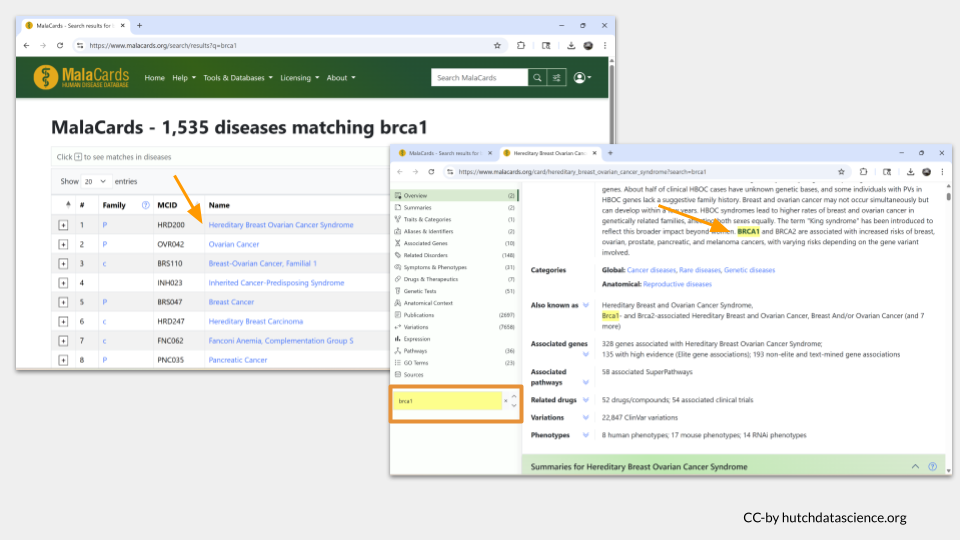 MalaCards - Search results for
https://www.malacards.org/search/results?q=brca1
MalaCards
HUMAN DISEASE DATABASE
Home Help Tools & Databases Licensing About
Search MalaCards
MalaCards - 1,535 diseases matching brca1
Click + to see matches in diseases
Show 20 entries
# Family ? MCID Name
+ 1 P HRD200 Hereditary Breast Ovarian Cancer Syndrome
+ 2 P OVR042 Ovarian Cancer
+ 3 c BRS110 Breast-Ovarian Cancer, Familial 1
+ 4 INH023 Inherited Cancer-Predisposing Syndrome
+ 5 P BRS047 Breast Cancer
+ 6 c HRD247 Hereditary Breast Carcinoma
+ 7 c FNC062 Fanconi Anemia, Complementation Group S
+ 8 P PNC035 Pancreatic Cancer
MalaCards - Search results for
Hereditary Breast Ovarian Canc
https://www.malacards.org/card/hereditary_breast_ovarian_cancer_syndrome?search=brca1
Overview (2)
Summaries (2)
Traits & Categories (1)
Aliases & Identifiers (2)
Associated Genes (10)
Related Disorders (148)
Symptoms & Phenotypes (31)
Drugs & Therapeutics (7)
Genetic Tests (51)
Anatomical Context
Publications (2697)
Variations (7658)
Expression
Pathways (36)
GO Terms (23)
Sources
brca1
genes. About half of clinical HBOC cases have unknown genetic bases, and some individuals with PVs in
HBOC genes lack a suggestive family history. Breast and ovarian cancer may not occur simultaneously but
can develop within a few years. HBOC syndromes lead to higher rates of breast and ovarian cancer in
genetically related families, affecting both sexes equally. The term "King syndrome" has been introduced to
reflect this broader impact beyond women. BRCA1 and BRCA2 are associated with increased risks of breast,
ovarian, prostate, pancreatic, and melanoma cancers, with varying risks depending on the gene variant
involved.
Categories Global: Cancer diseases, Rare diseases, Genetic diseases
Anatomical: Reproductive diseases
Also known as Hereditary Breast and Ovarian Cancer Syndrome,
Brca1- and Brca2-associated Hereditary Breast and Ovarian Cancer, Breast And/or Ovarian Cancer (and 7
more)
Associated genes 328 genes associated with Hereditary Breast Ovarian Cancer Syndrome;
135 with high evidence (Elite gene associations); 193 non-elite and text-mined gene associations
Associated pathways 58 associated SuperPathways
Related drugs 52 drugs/compounds; 54 associated clinical trials
Variations 22,847 ClinVar variations
Phenotypes 8 human phenotypes; 17 mouse phenotypes; 14 RNAi phenotypes
Summaries for Hereditary Breast Ovarian Cancer Syndrome
CC-by hutchdatascience.org